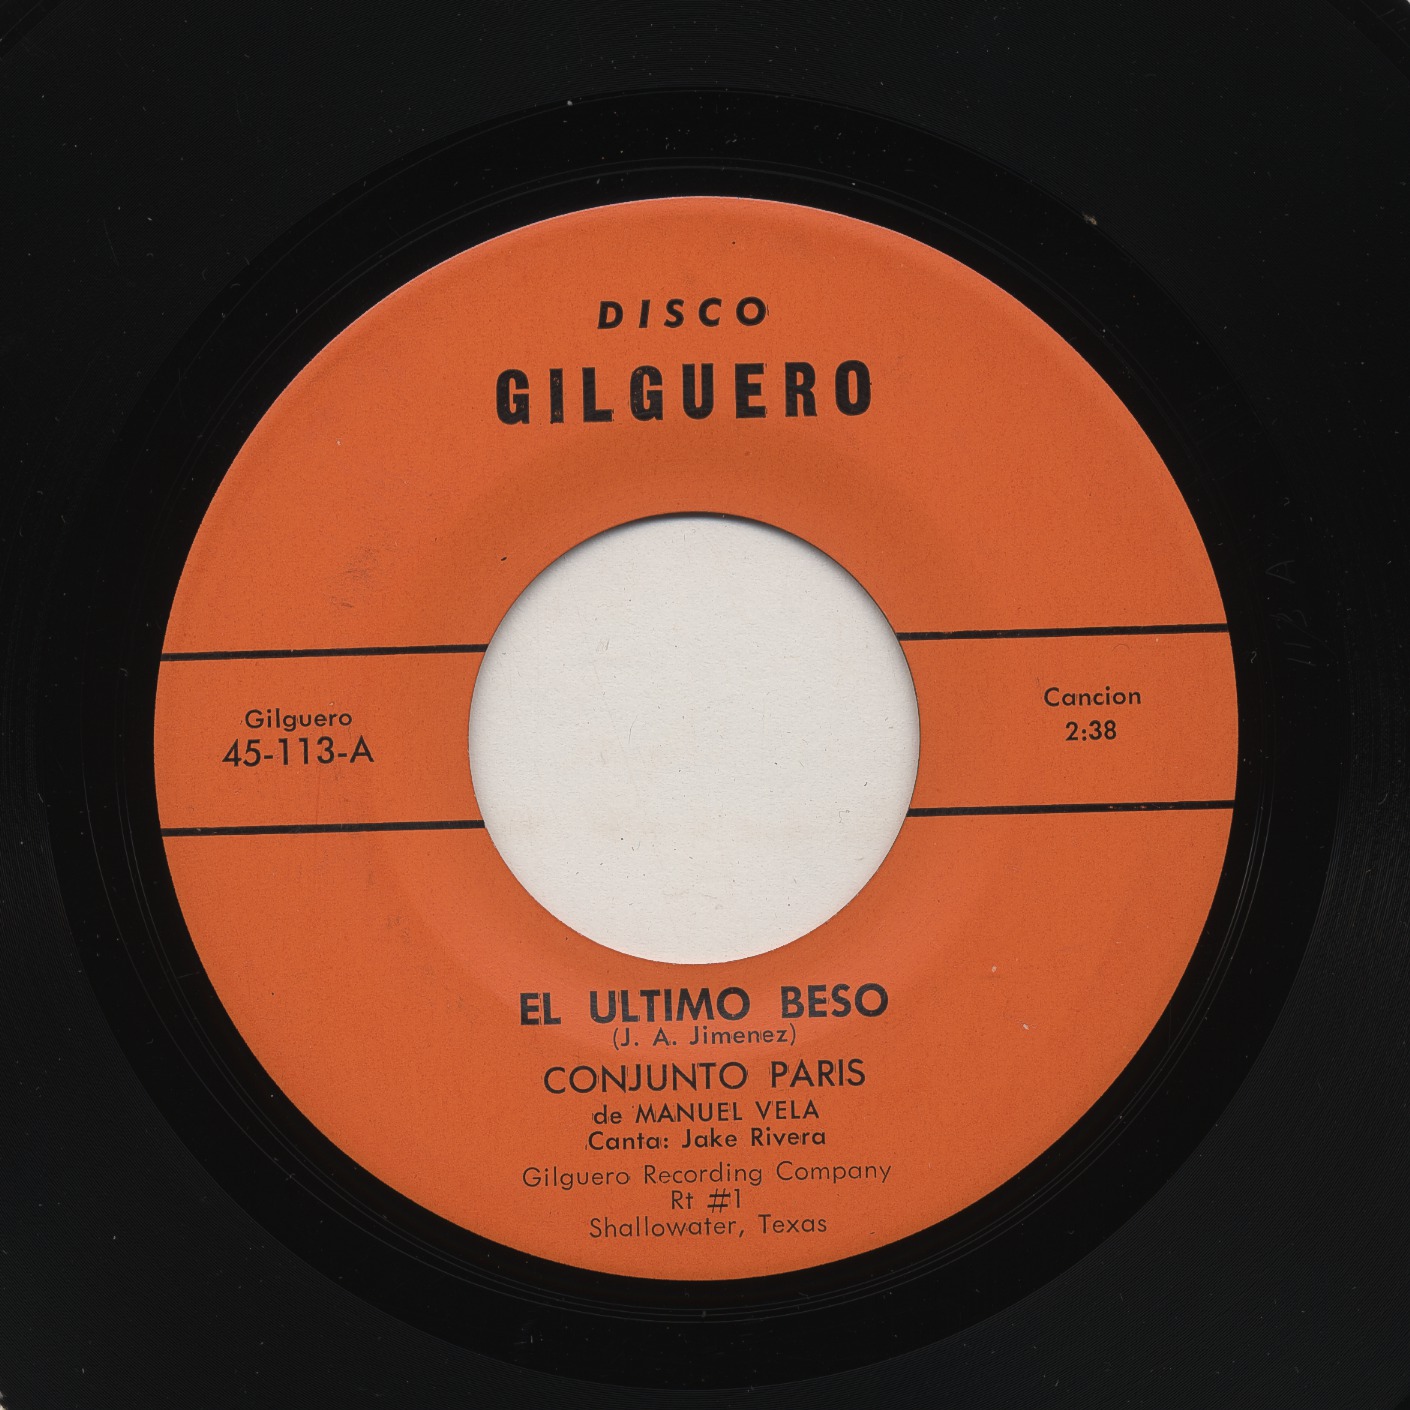 DISCO
GILGUERO
Gilguero
45-113-A
Cancion
2:38
EL ULTIMO BESO
(J. A. Jimenez)
CONJUNTO PARIS
de MANUEL VELA
Canta: Jake Rivera
Gilguero Recording Company
Rt #1
Shallowater, Texas
113 A